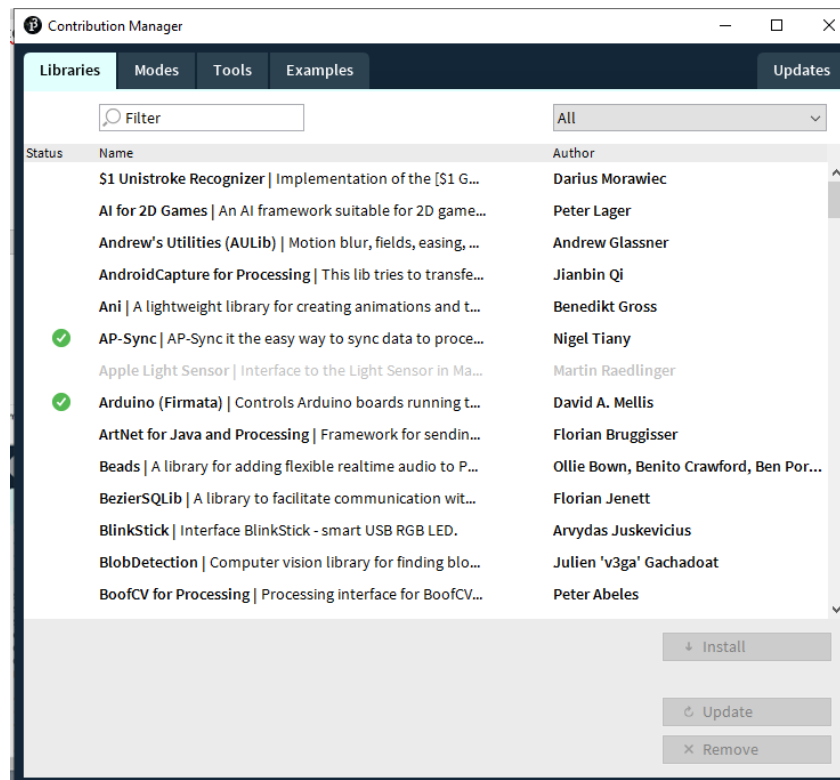 Contribution Manager
Libraries Modes Tools Examples Updates
Filter All
Status Name Author
$1 Unistroke Recognizer | Implementation of the [$1 G... Darius Morawiec
AI for 2D Games | An AI framework suitable for 2D game... Peter Lager
Andrew's Utilities (AULib) | Motion blur, fields, easing, ... Andrew Glassner
AndroidCapture for Processing | This lib tries to transfe... Jianbin Qi
Ani | A lightweight library for creating animations and t... Benedikt Gross
AP-Sync | AP-Sync it the easy way to sync data to proce... Nigel Tiany
Apple Light Sensor | Interface to the Light Sensor in Ma... Martin Raedlinger
Arduino (Firmata) | Controls Arduino boards running t... David A. Mellis
ArtNet for Java and Processing | Framework for sendin... Florian Bruggisser
Beads | A library for adding flexible realtime audio to P... Ollie Bown, Benito Crawford, Ben Por...
BezierSQLib | A library to facilitate communication wit... Florian Jenett
BlinkStick | Interface BlinkStick - smart USB RGB LED. Arvydas Juskevicius
BlobDetection | Computer vision library for finding blo... Julien 'v3ga' Gachadoat
BoofCV for Processing | Processing interface for BoofCV... Peter Abeles
Install
Update
Remove